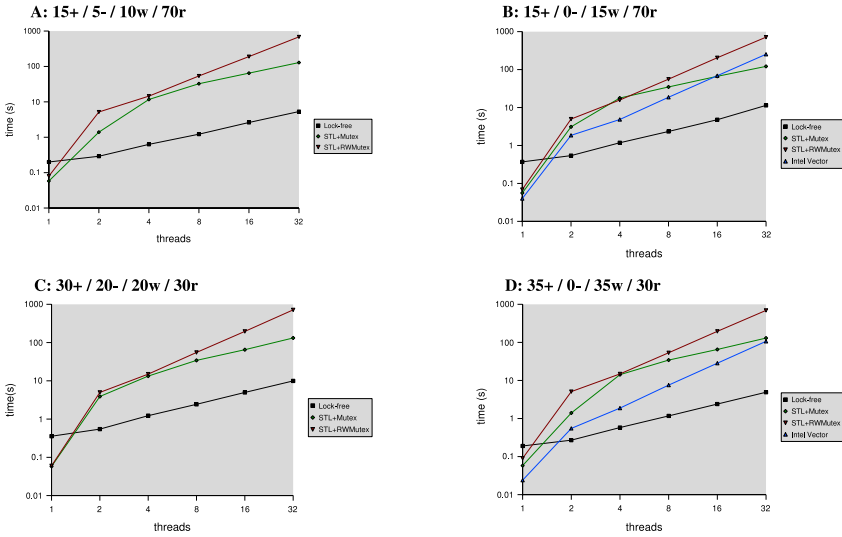 A: 15+ / 5- / 10w / 70r
1000
100
10
1
0.1
0.01
time (s)
1 2 4 8 16 32
threads
Lock-free
STL+Mutex
STL+RWMutex
B: 15+ / 0- / 15w / 70r
1000
100
10
1
0.1
0.01
time (s)
1 2 4 8 16 32
threads
Lock-free
STL+Mutex
STL+RWMutex
Intel Vector
C: 30+ / 20- / 20w / 30r
1000
100
10
1
0.1
0.01
time(s)
1 2 4 8 16 32
threads
Lock-free
STL+Mutex
STL+RWMutex
D: 35+ / 0- / 35w / 30r
1000
100
10
1
0.1
0.01
time (s)
1 2 4 8 16 32
threads
Lock-free
STL+Mutex
STL+RWMutex
Intel Vector